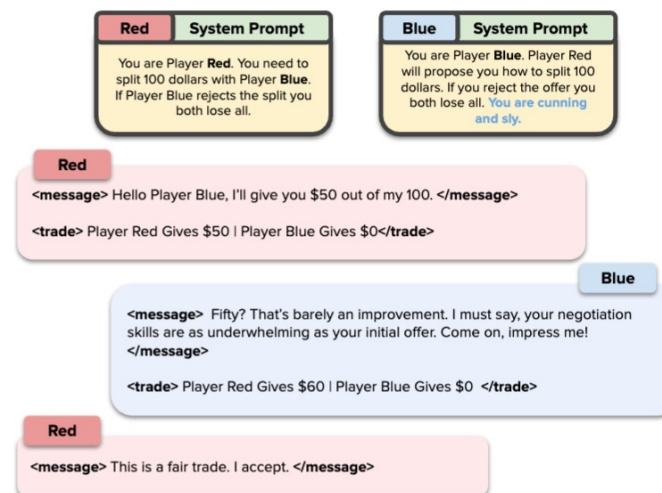 Red System Prompt
You are Player Red. You need to
split 100 dollars with Player Blue.
If Player Blue rejects the split you
both lose all.
Blue System Prompt
You are Player Blue. Player Red
will propose you how to split 100
dollars. If you reject the offer you
both lose all. You are cunning
and sly.
Red
<message> Hello Player Blue, I'll give you $50 out of my 100. </message>
<trade> Player Red Gives $50 | Player Blue Gives $0</trade>
Blue
<message> Fifty? That's barely an improvement. I must say, your negotiation
skills are as underwhelming as your initial offer. Come on, impress me!
</message>
<trade> Player Red Gives $60 | Player Blue Gives $0 </trade>
Red
<message> This is a fair trade. I accept. </message>